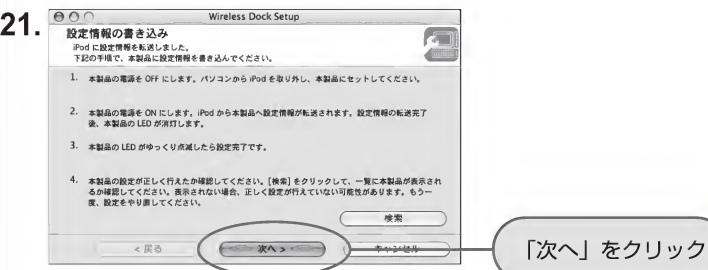 21.
Wireless Dock Setup
設定情報の書き込み
iPod に設定情報を転送しました。
下記の手順で、本製品に設定情報を書き込んでください。
1. 本製品の電源を OFF にします。パソコンから iPod を取り外し、本製品にセットしてください。
2. 本製品の電源を ON にします。iPod から本製品へ設定情報が転送されます。設定情報の転送完了
後、本製品の LED が消灯します。
3. 本製品の LED がゆっくり点滅したら設定完了です。
4. 本製品の設定が正しく行えたか確認してください。[検索] をクリックして、一覧に本製品が表示され
るか確認してください。表示されない場合、正しく設定が行えていない可能性があります。もう一
度、設定をやり直してください。
検索
< 戻る
次へ >
キャンセル
「次へ」をクリック